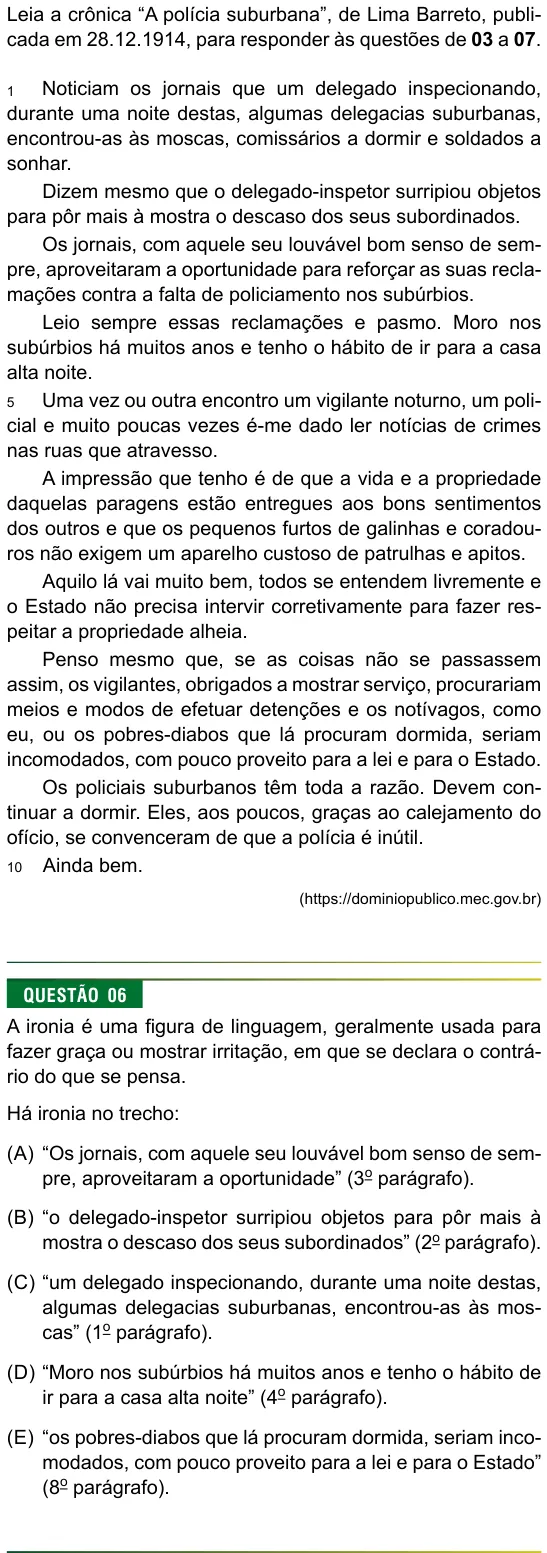 Leia a crônica “A polícia suburbana”, de Lima Barreto, publi-
cada em 28.12.1914, para responder às questões de 03 a 07.
1 Noticiam os jornais que um delegado inspecionando,
durante uma noite destas, algumas delegacias suburbanas,
encontrou-as às moscas, comissários a dormir e soldados a
sonhar.
Dizem mesmo que o delegado-inspetor surripiou objetos
para pôr mais à mostra o descaso dos seus subordinados.
Os jornais, com aquele seu louvável bom senso de sem-
pre, aproveitaram a oportunidade para reforçar as suas recla-
mações contra a falta de policiamento nos subúrbios.
Leio sempre essas reclamações e pasmo. Moro nos
subúrbios há muitos anos e tenho o hábito de ir para a casa
alta noite.
5 Uma vez ou outra encontro um vigilante noturno, um poli-
cial e muito poucas vezes é-me dado ler notícias de crimes
nas ruas que atravesso.
A impressão que tenho é de que a vida e a propriedade
daquelas paragens estão entregues aos bons sentimentos
dos outros e que os pequenos furtos de galinhas e coradou-
ros não exigem um aparelho custoso de patrulhas e apitos.
Aquilo lá vai muito bem, todos se entendem livremente e
o Estado não precisa intervir corretivamente para fazer res-
peitar a propriedade alheia.
Penso mesmo que, se as coisas não se passassem
assim, os vigilantes, obrigados a mostrar serviço, procurariam
meios e modos de efetuar detenções e os notívagos, como
eu, ou os pobres-diabos que lá procuram dormida, seriam
incomodados, com pouco proveito para a lei e para o Estado.
Os policiais suburbanos têm toda a razão. Devem con-
tinuar a dormir. Eles, aos poucos, graças ao calejamento do
ofício, se convenceram de que a polícia é inútil.
10 Ainda bem.
(https://dominiopublico.mec.gov.br)
QUESTÃO 06
A ironia é uma figura de linguagem, geralmente usada para
fazer graça ou mostrar irritação, em que se declara o contrá-
rio do que se pensa.
Há ironia no trecho:
(A) “Os jornais, com aquele seu louvável bom senso de sem-
pre, aproveitaram a oportunidade” (3º parágrafo).
(B) “o delegado-inspetor surripiou objetos para pôr mais à
mostra o descaso dos seus subordinados” (2º parágrafo).
(C) “um delegado inspecionando, durante uma noite destas,
algumas delegacias suburbanas, encontrou-as às mos-
cas” (1º parágrafo).
(D) “Moro nos subúrbios há muitos anos e tenho o hábito de
ir para a casa alta noite” (4º parágrafo).
(E) “os pobres-diabos que lá procuram dormida, seriam inco-
modados, com pouco proveito para a lei e para o Estado”
(8º parágrafo).